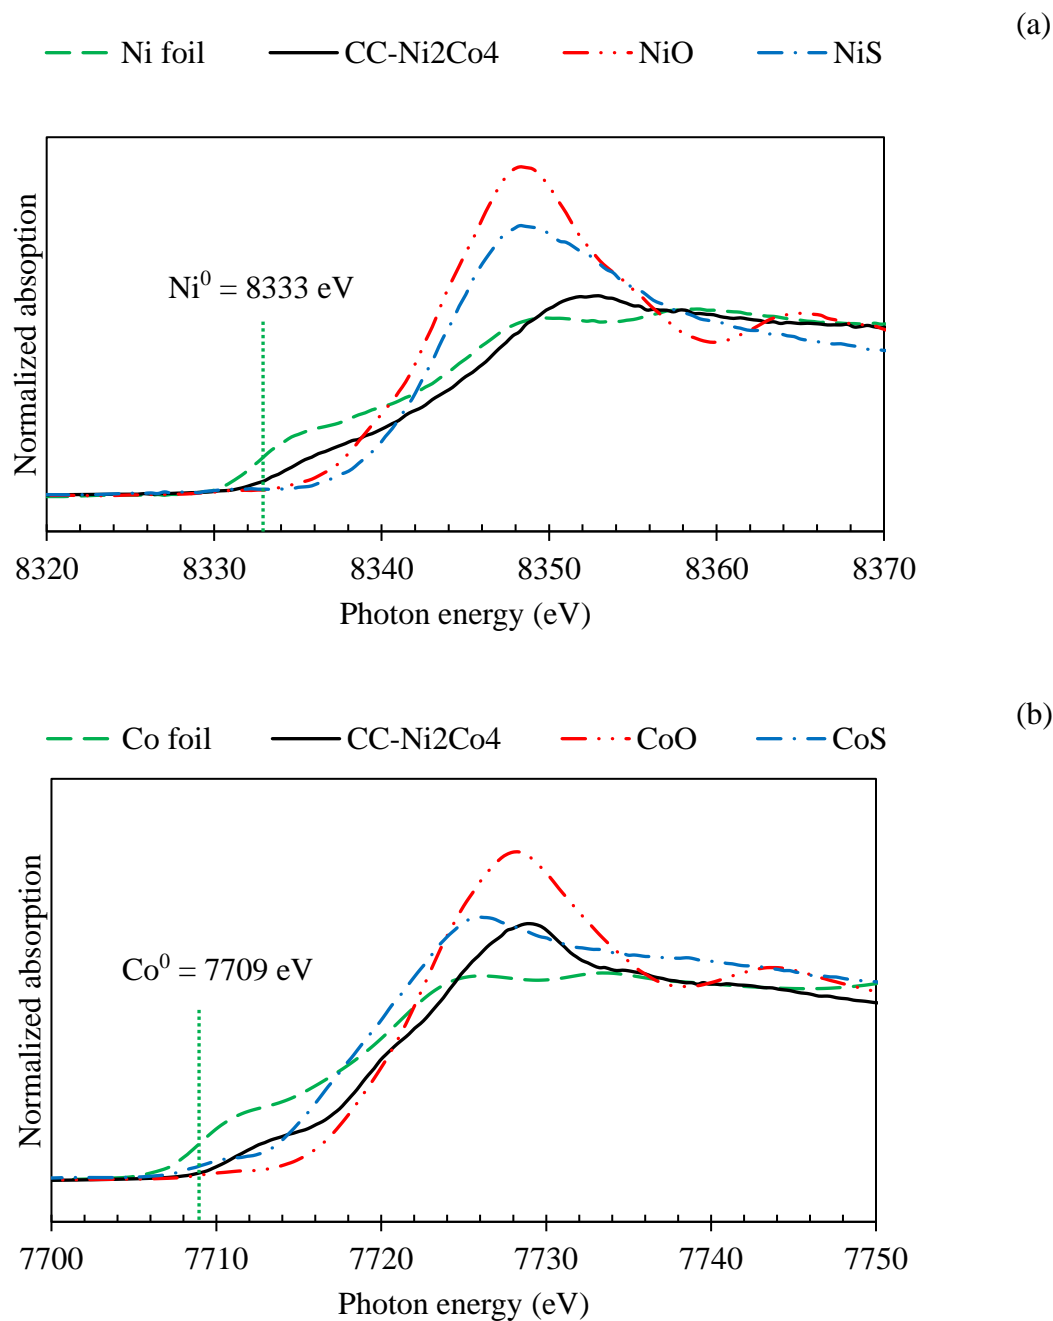 (a)
Ni foil CC-Ni2Co4 NiO NiS
Normalized absoption
Ni⁰ = 8333 eV
8320 8330 8340 8350 8360 8370
Photon energy (eV)
(b)
Co foil CC-Ni2Co4 CoO CoS
Normalized absorption
Co⁰ = 7709 eV
7700 7710 7720 7730 7740 7750
Photon energy (eV)